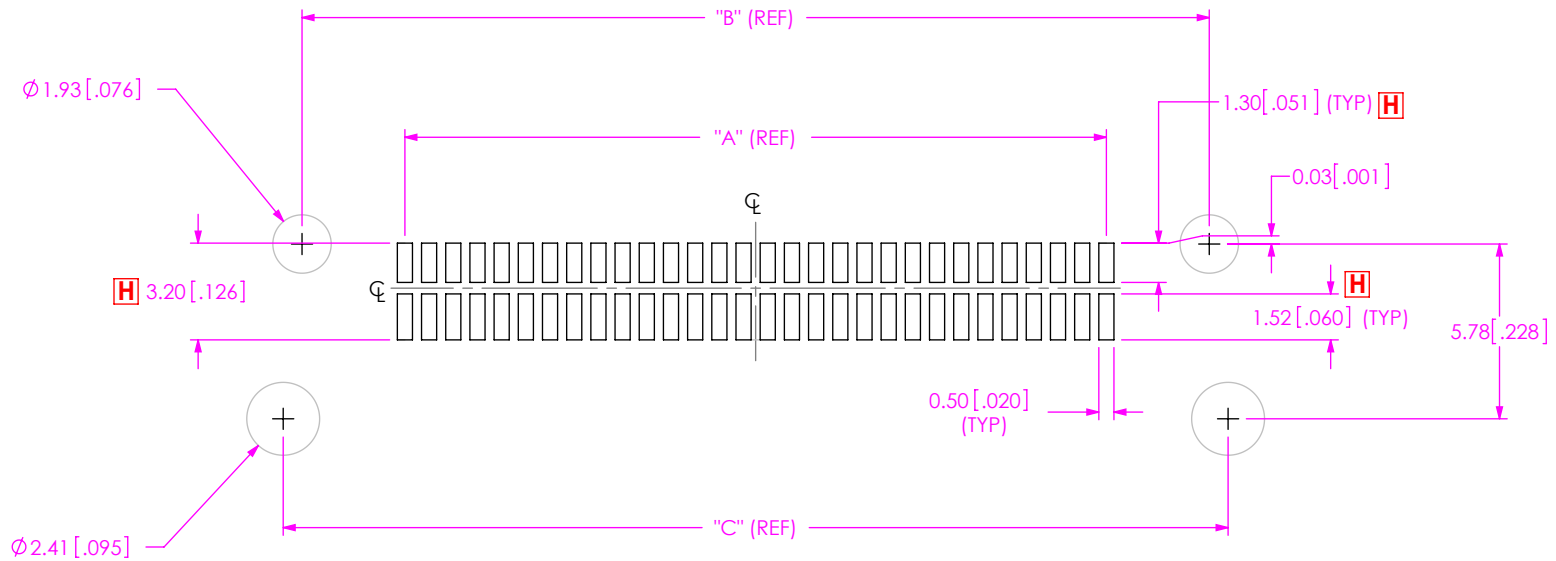 "B" (REF)
Ø1.93[.076]
1.30[.051] (TYP) H
"A" (REF)
0.03[.001]
℄
H 3.20[.126]
℄
H
1.52[.060] (TYP)
5.78[.228]
0.50[.020]
(TYP)
"C" (REF)
Ø2.41[.095]